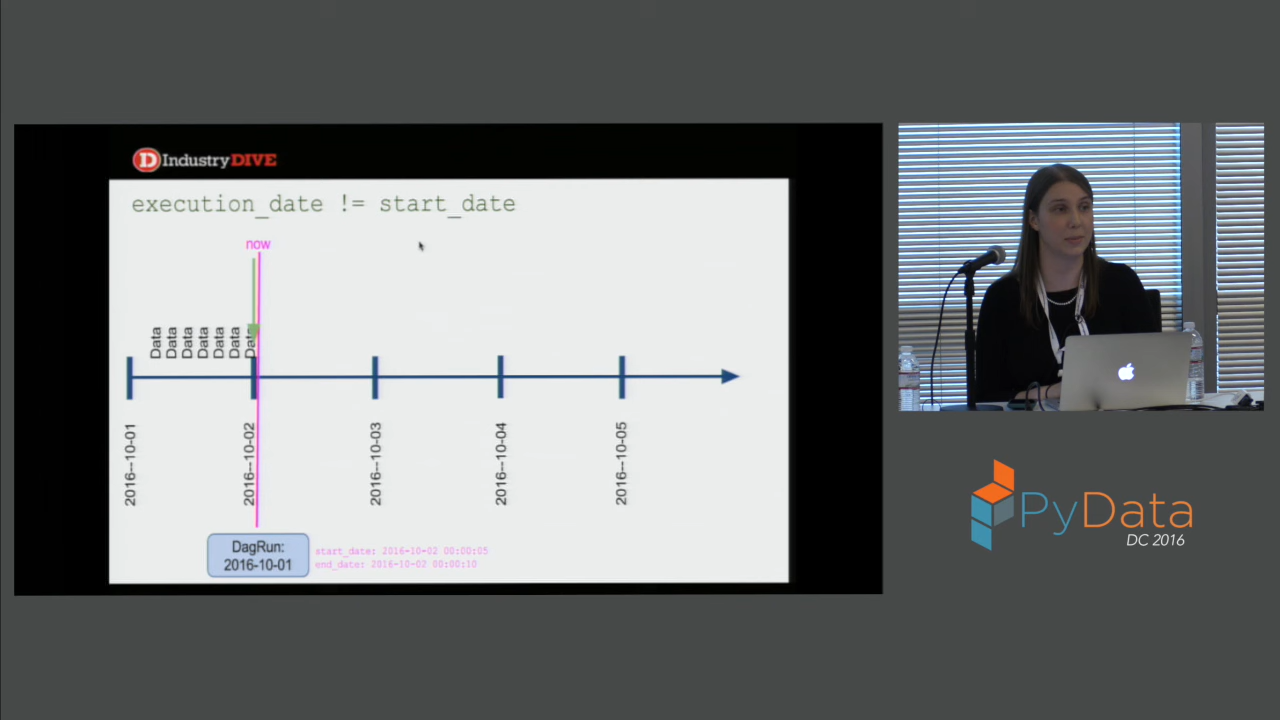 D Industry DIVE
execution_date != start_date
now
Data
Data
Data
Data
Data
Data
Data
2016--10-01
2016--10-02
2016--10-03
2016--10-04
2016--10-05
DagRun:
2016-10-01
start_date: 2016-10-02 00:00:05
end_date: 2016-10-02 00:00:10
PyData
DC 2016